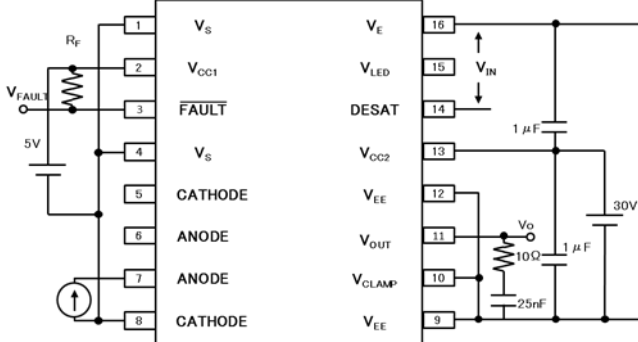 1 V_S V_E 16
R_F
2 V_CC1 V_LED 15 V_IN
V_FAULT
3 F̅A̅U̅L̅T̅ DESAT 14
1 μF
5V
4 V_S V_CC2 13
5 CATHODE V_EE 12
30V
6 ANODE V_OUT 11 Vo
10Ω 1 μF
7 ANODE V_CLAMP 10
25nF
8 CATHODE V_EE 9